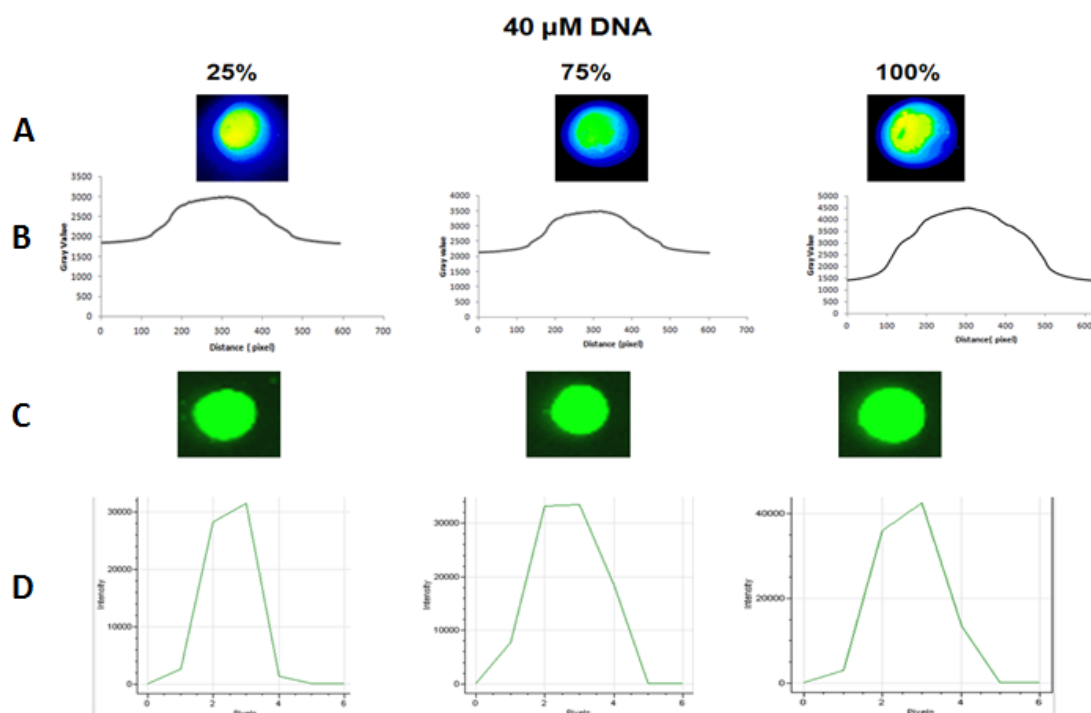 40 µM DNA
25% 75% 100%
A
3500
3000
2500
2000
1500
1000
500
0
Gray Value
0 100 200 300 400 500 600 700
Distance ( pixel)
B
4000
3500
3000
2500
2000
1500
1000
500
0
Gray value
0 100 200 300 400 500 600 700
Distance (pixel)
5000
4500
4000
3500
3000
2500
2000
1500
1000
500
0
Gray Value
0 100 200 300 400 500 600
Distance( pixel)
C
D
30000
20000
10000
0
Intensity
0 2 4 6
Pixels
30000
20000
10000
0
Intensity
0 2 4 6
Pixels
40000
20000
0
Intensity
0 2 4 6
Pixels